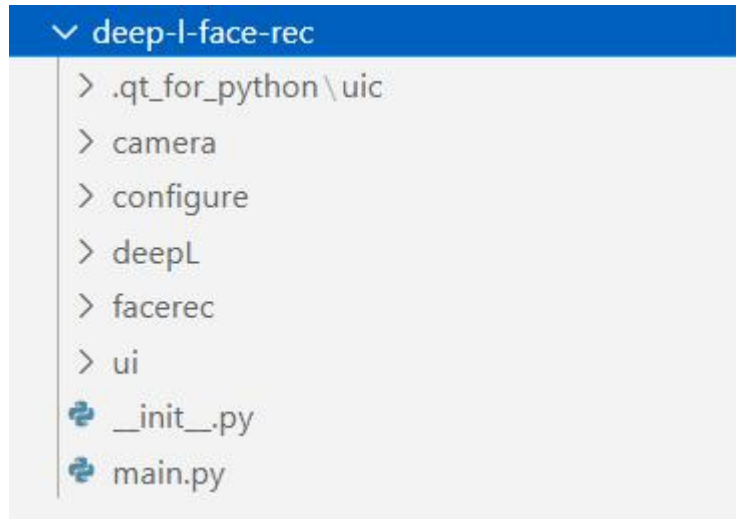 deep-l-face-rec
.qt_for_python\uic
camera
configure
deepL
facerec
ui
__init__.py
main.py